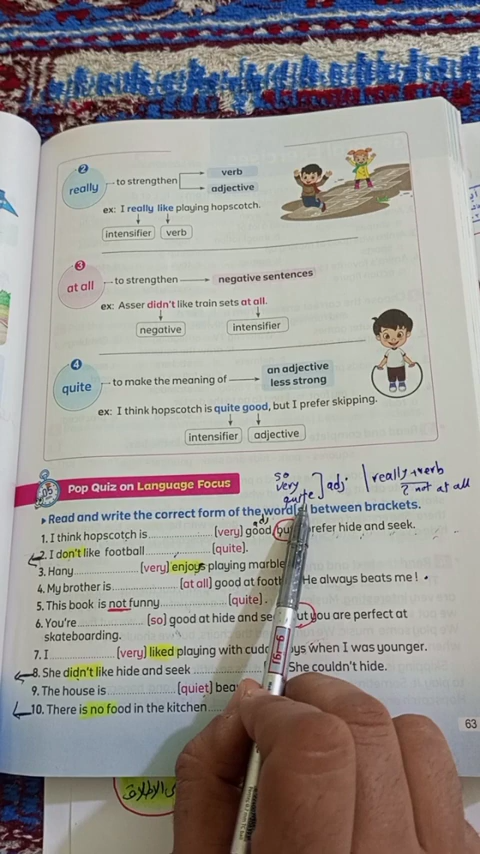 2
really
to strengthen
verb
adjective
ex: I really like playing hopscotch.
intensifier verb
3
at all
to strengthen
negative sentences
ex: Asser didn't like train sets at all.
negative intensifier
4
quite
to make the meaning of
an adjective
less strong
ex: I think hopscotch is quite good, but I prefer skipping.
intensifier adjective
so
very
quite ] adj
really + verb
not at all
Pop Quiz on Language Focus
Read and write the correct form of the word between brackets.
adj
1. I think hopscotch is .................... (very) good but prefer hide and seek.
2. I don't like football .................... (quite).
3. Hany .................... (very) enjoys playing marble
4. My brother is .................... (at all) good at foot He always beats me!
5. This book is not funny .................... (quite).
6. You're .................... (so) good at hide and se but you are perfect at
skateboarding.
7. I .................... (very) liked playing with cudd ys when I was younger.
8. She didn't like hide and seek .................... She couldn't hide.
9. The house is .................... (quiet) bea
10. There is no food in the kitchen ....................
63
الاطلاق